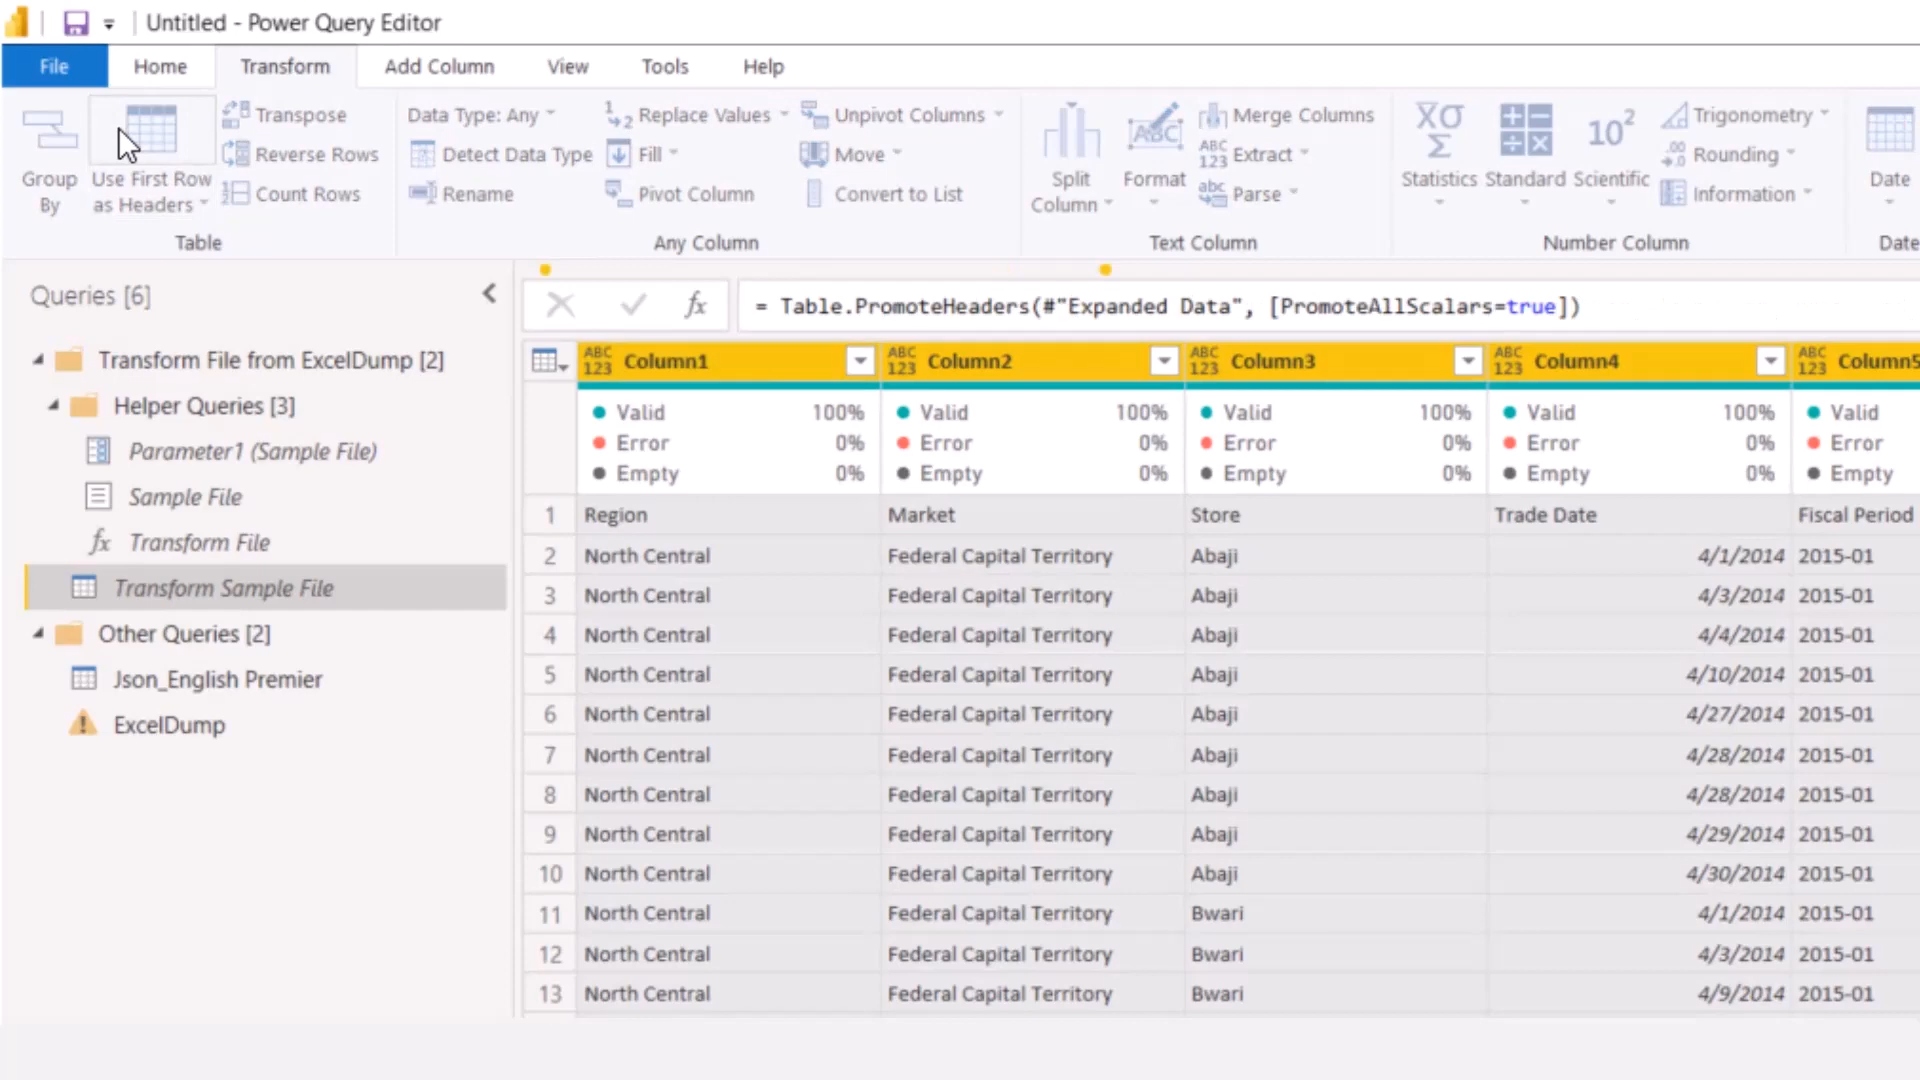 Untitled - Power Query Editor
File Home Transform Add Column View Tools Help
Group By
Use First Row as Headers
Transpose
Reverse Rows
Count Rows
Table
Data Type: Any
Detect Data Type
Rename
Replace Values
Fill
Pivot Column
Unpivot Columns
Move
Convert to List
Any Column
Split Column
Format
Merge Columns
Extract
Parse
Text Column
Statistics
Standard
Scientific
Trigonometry
Rounding
Information
Number Column
Date
Date
Queries [6]
fx = Table.PromoteHeaders(#"Expanded Data", [PromoteAllScalars=true])
Transform File from ExcelDump [2]
Helper Queries [3]
Parameter1 (Sample File)
Sample File
fx Transform File
Transform Sample File
Other Queries [2]
Json_English Premier
ExcelDump
ABC 123 Column1 ABC 123 Column2 ABC 123 Column3 ABC 123 Column4 ABC 123 Column5
Valid 100% Valid 100% Valid 100% Valid 100% Valid
Error 0% Error 0% Error 0% Error 0% Error
Empty 0% Empty 0% Empty 0% Empty 0% Empty
1 Region Market Store Trade Date Fiscal Period
2 North Central Federal Capital Territory Abaji 4/1/2014 2015-01
3 North Central Federal Capital Territory Abaji 4/3/2014 2015-01
4 North Central Federal Capital Territory Abaji 4/4/2014 2015-01
5 North Central Federal Capital Territory Abaji 4/10/2014 2015-01
6 North Central Federal Capital Territory Abaji 4/27/2014 2015-01
7 North Central Federal Capital Territory Abaji 4/28/2014 2015-01
8 North Central Federal Capital Territory Abaji 4/28/2014 2015-01
9 North Central Federal Capital Territory Abaji 4/29/2014 2015-01
10 North Central Federal Capital Territory Abaji 4/30/2014 2015-01
11 North Central Federal Capital Territory Bwari 4/1/2014 2015-01
12 North Central Federal Capital Territory Bwari 4/3/2014 2015-01
13 North Central Federal Capital Territory Bwari 4/9/2014 2015-01